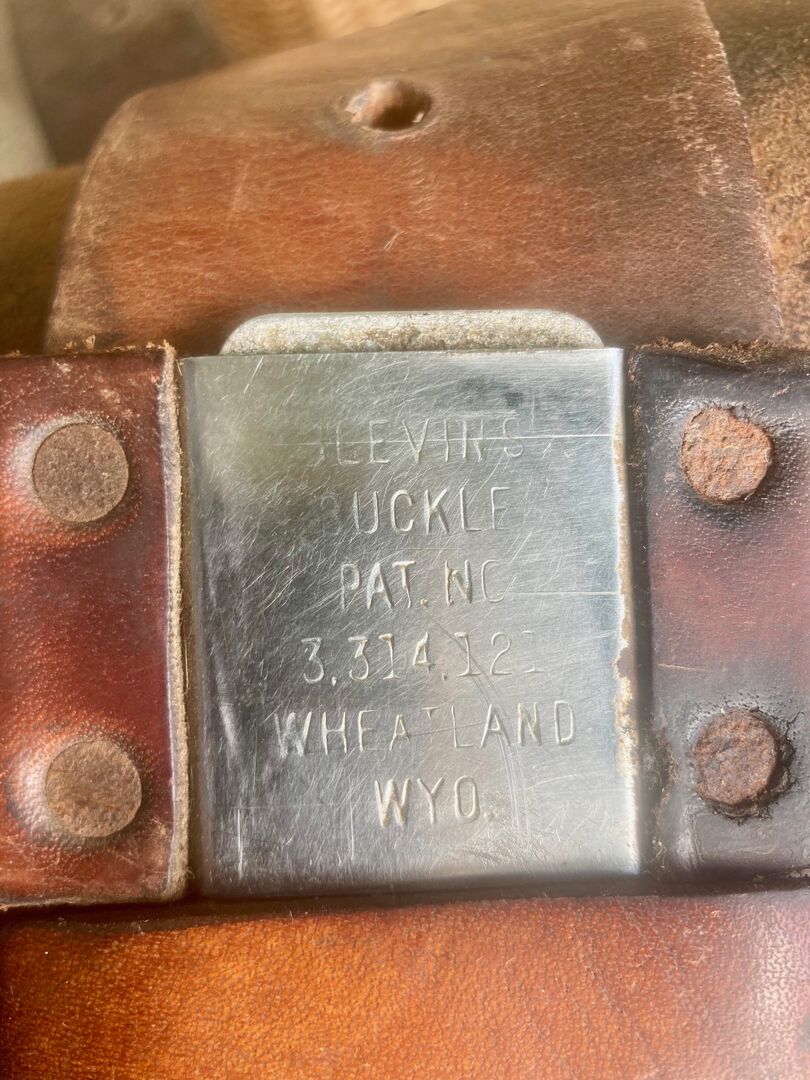 BLEVINS
BUCKLE
PAT. NO.
3,314,121
WHEATLAND
WYO.